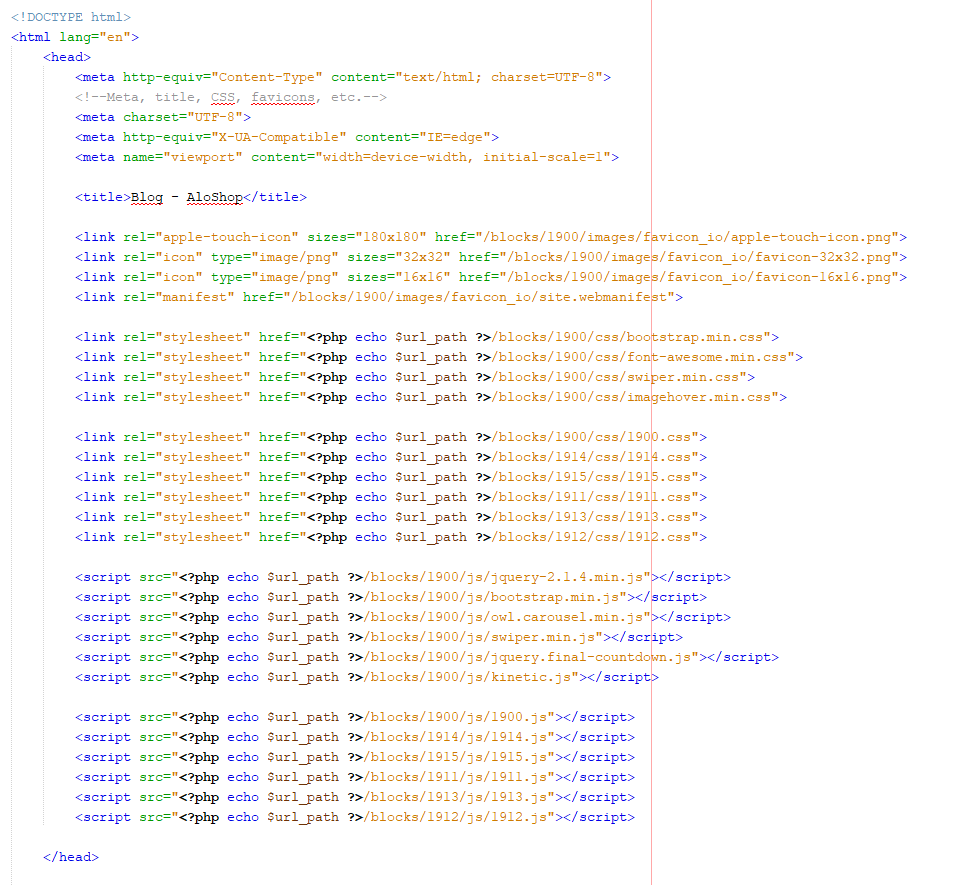 <!DOCTYPE html>
<html lang="en">
<head>
<meta http-equiv="Content-Type" content="text/html; charset=UTF-8">
<!--Meta, title, CSS, favicons, etc.-->
<meta charset="UTF-8">
<meta http-equiv="X-UA-Compatible" content="IE=edge">
<meta name="viewport" content="width=device-width, initial-scale=1">
<title>Blog - AloShop</title>
<link rel="apple-touch-icon" sizes="180x180" href="/blocks/1900/images/favicon_io/apple-touch-icon.png">
<link rel="icon" type="image/png" sizes="32x32" href="/blocks/1900/images/favicon_io/favicon-32x32.png">
<link rel="icon" type="image/png" sizes="16x16" href="/blocks/1900/images/favicon_io/favicon-16x16.png">
<link rel="manifest" href="/blocks/1900/images/favicon_io/site.webmanifest">
<link rel="stylesheet" href="<?php echo $url_path ?>/blocks/1900/css/bootstrap.min.css">
<link rel="stylesheet" href="<?php echo $url_path ?>/blocks/1900/css/font-awesome.min.css">
<link rel="stylesheet" href="<?php echo $url_path ?>/blocks/1900/css/swiper.min.css">
<link rel="stylesheet" href="<?php echo $url_path ?>/blocks/1900/css/imagehover.min.css">
<link rel="stylesheet" href="<?php echo $url_path ?>/blocks/1900/css/1900.css">
<link rel="stylesheet" href="<?php echo $url_path ?>/blocks/1914/css/1914.css">
<link rel="stylesheet" href="<?php echo $url_path ?>/blocks/1915/css/1915.css">
<link rel="stylesheet" href="<?php echo $url_path ?>/blocks/1911/css/1911.css">
<link rel="stylesheet" href="<?php echo $url_path ?>/blocks/1913/css/1913.css">
<link rel="stylesheet" href="<?php echo $url_path ?>/blocks/1912/css/1912.css">
<script src="<?php echo $url_path ?>/blocks/1900/js/jquery-2.1.4.min.js"></script>
<script src="<?php echo $url_path ?>/blocks/1900/js/bootstrap.min.js"></script>
<script src="<?php echo $url_path ?>/blocks/1900/js/owl.carousel.min.js"></script>
<script src="<?php echo $url_path ?>/blocks/1900/js/swiper.min.js"></script>
<script src="<?php echo $url_path ?>/blocks/1900/js/jquery.final-countdown.js"></script>
<script src="<?php echo $url_path ?>/blocks/1900/js/kinetic.js"></script>
<script src="<?php echo $url_path ?>/blocks/1900/js/1900.js"></script>
<script src="<?php echo $url_path ?>/blocks/1914/js/1914.js"></script>
<script src="<?php echo $url_path ?>/blocks/1915/js/1915.js"></script>
<script src="<?php echo $url_path ?>/blocks/1911/js/1911.js"></script>
<script src="<?php echo $url_path ?>/blocks/1913/js/1913.js"></script>
<script src="<?php echo $url_path ?>/blocks/1912/js/1912.js"></script>
</head>